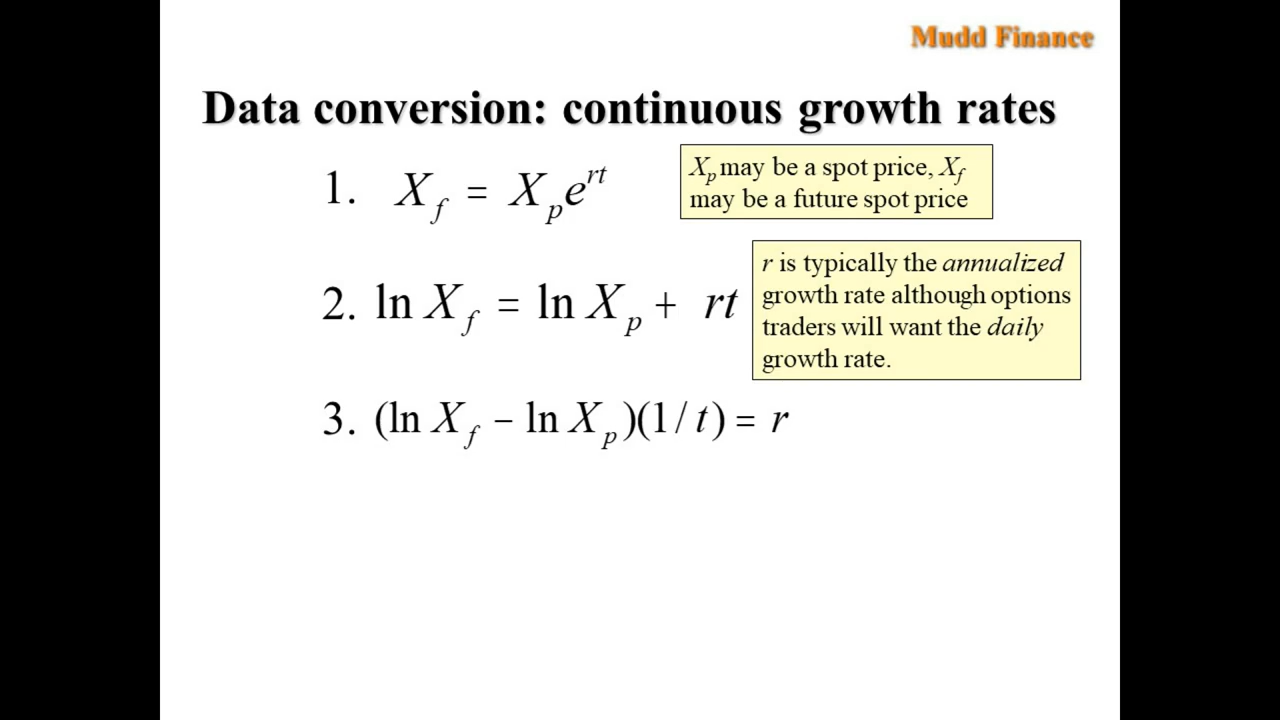 Mudd Finance
Data conversion: continuous growth rates
1. X_f = X_p e^{rt}
X_p may be a spot price, X_f
may be a future spot price
2. ln X_f = ln X_p + rt
r is typically the annualized
growth rate although options
traders will want the daily
growth rate.
3. (ln X_f − ln X_p)(1/t) = r